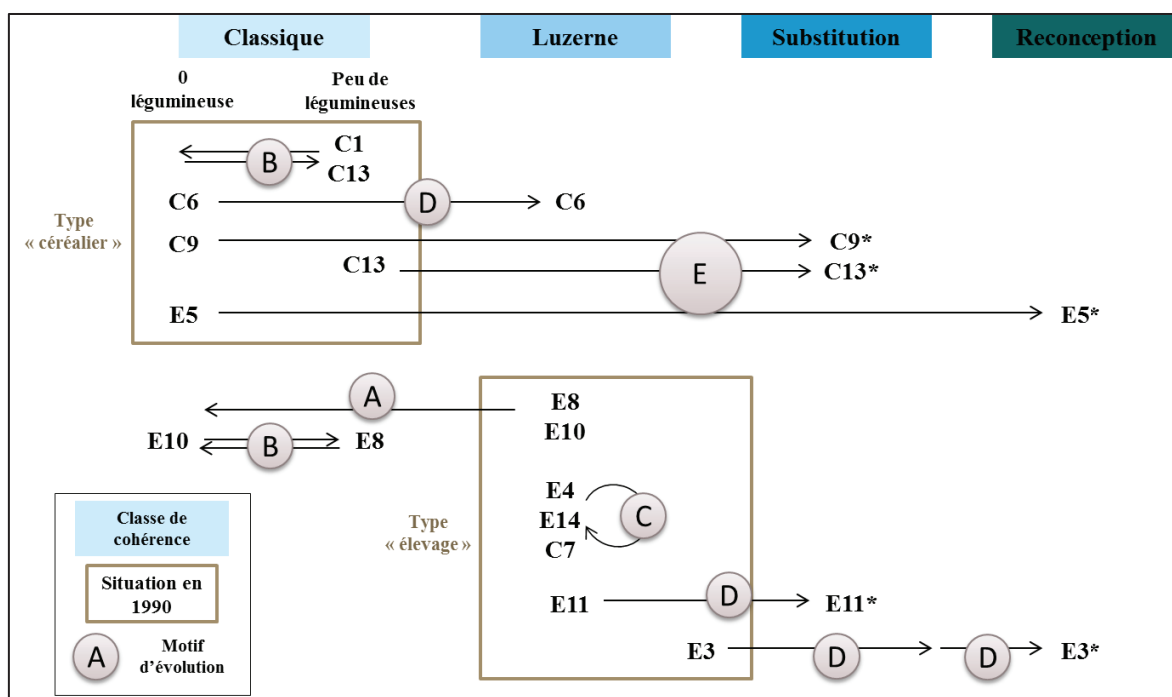 Classique
Luzerne
Substitution
Reconception
0
légumineuse
Peu de
légumineuses
C1
B
C13
C6
D
C6
Type
« céréalier »
C9
C9*
C13
E
C13*
E5
E5*
A
E8
E10
E10
B
E8
E4
E14
C
C7
Type
« élevage »
E11
D
E11*
E3
D
D
E3*
Classe de
cohérence
Situation en
1990
A
Motif
d’évolution